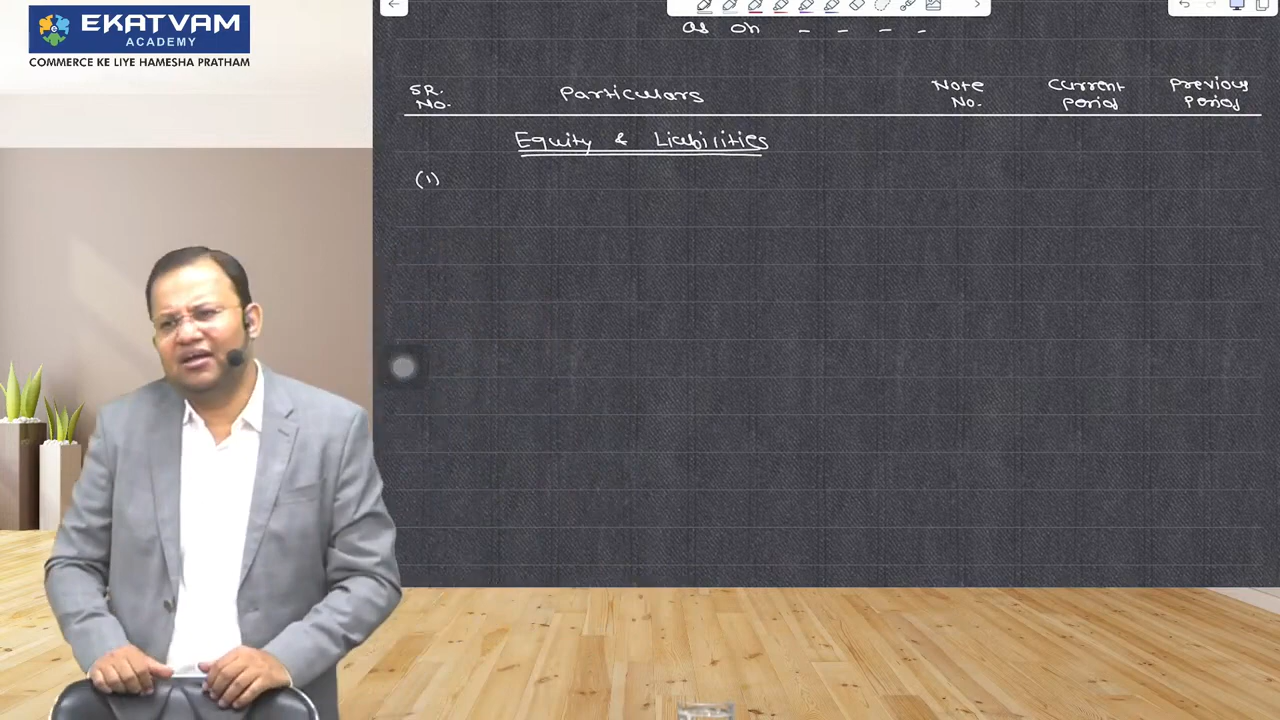 EKATVAM
ACADEMY
COMMERCE KE LIYE HAMESHA PRATHAM
as on - - - -
SR. No. Particulars Note No. Current Period Previous Period
Equity & Liabilities
(1)